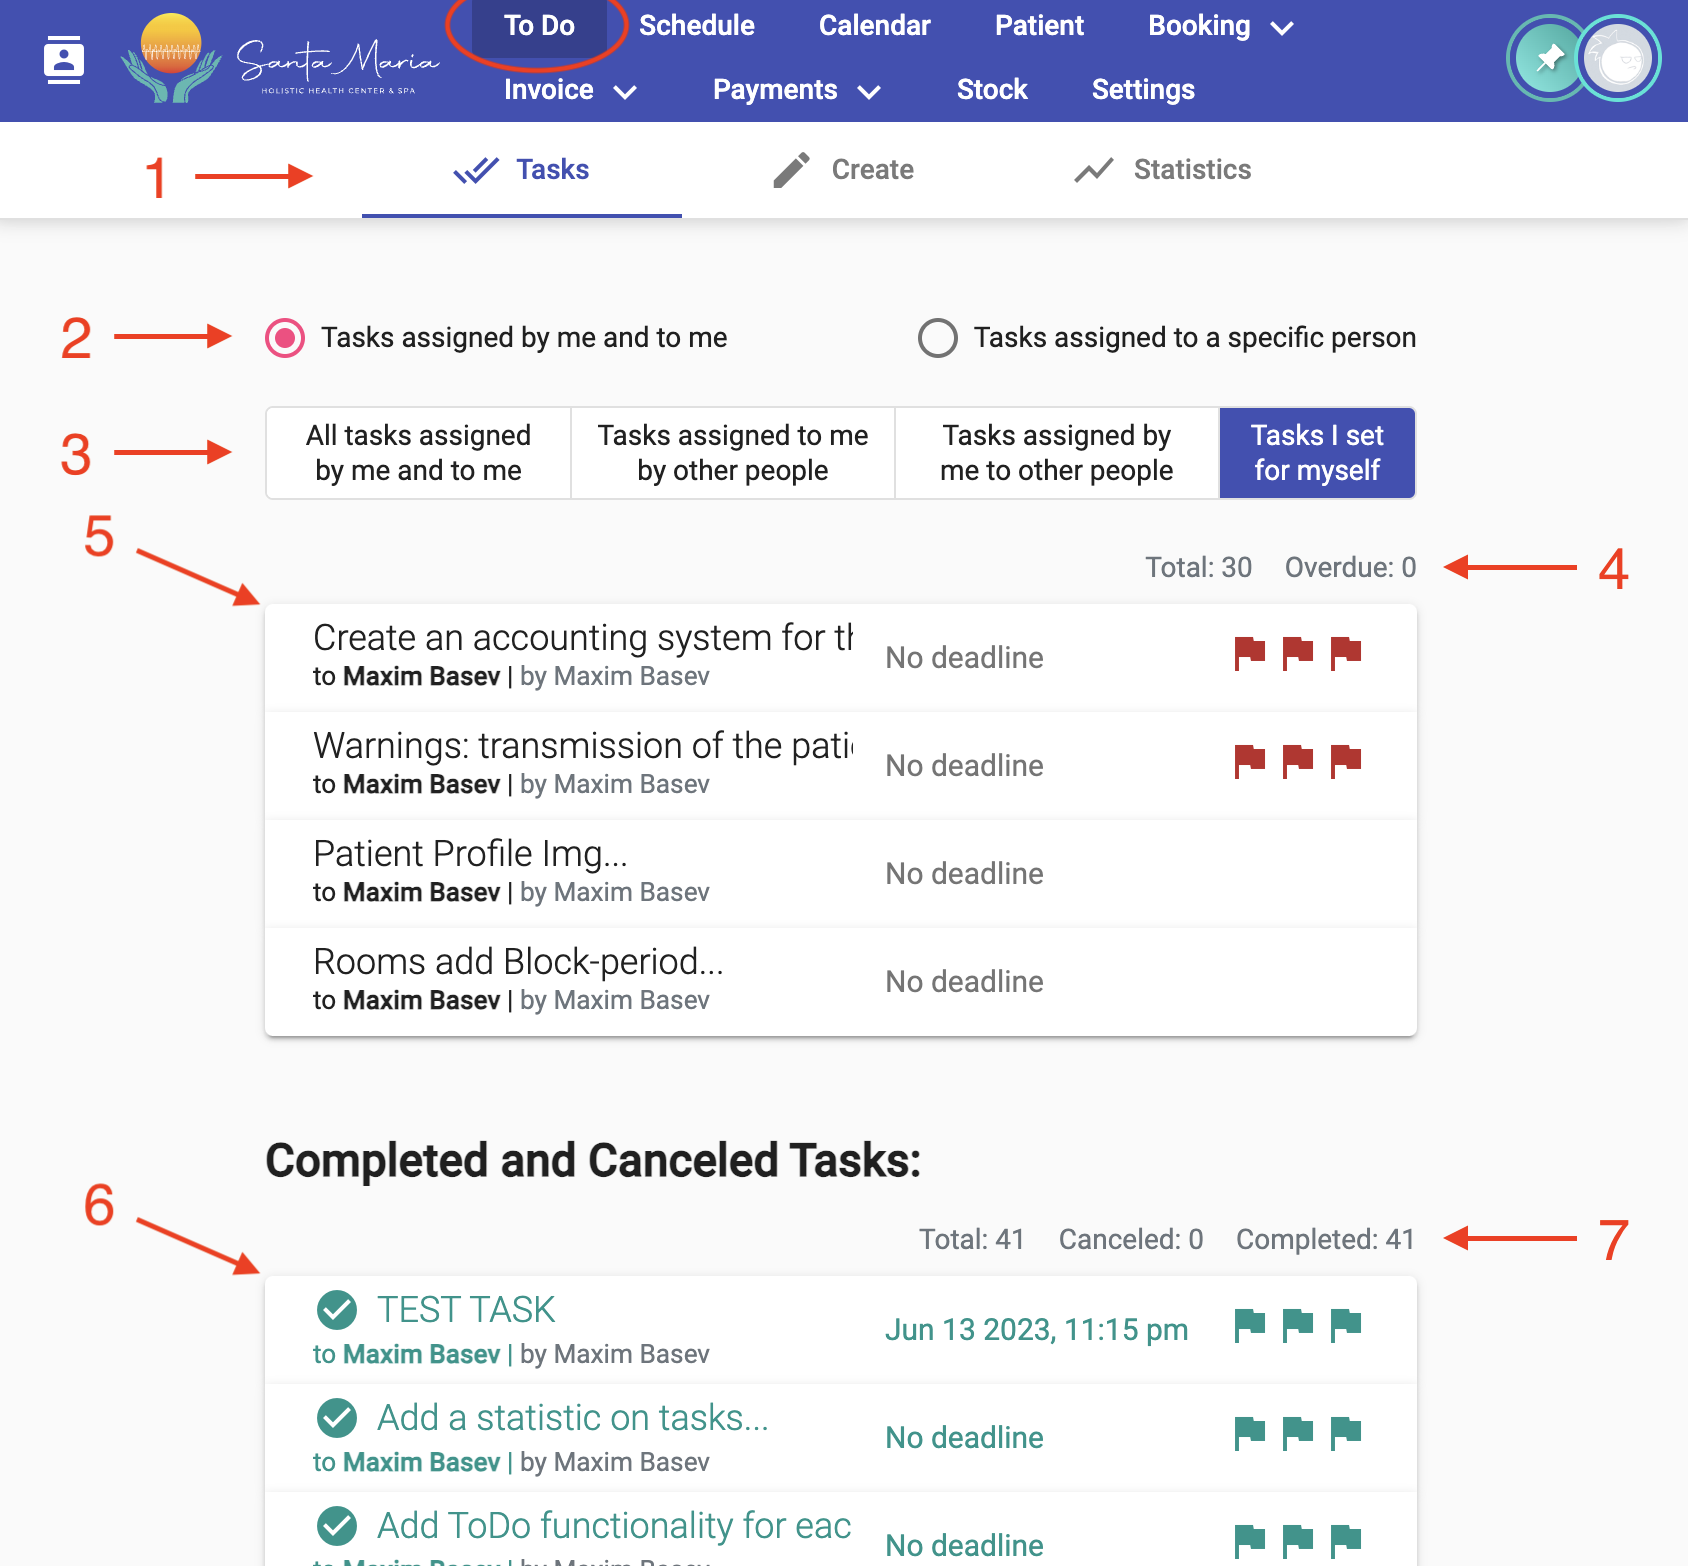 To Do Schedule Calendar Patient Booking
Santa Maria
HOLISTIC HEALTH CENTER & SPA
Invoice Payments Stock Settings
1 Tasks Create Statistics
2 Tasks assigned by me and to me Tasks assigned to a specific person
3
All tasks assigned
by me and to me
Tasks assigned to me
by other people
Tasks assigned by
me to other people
Tasks I set
for myself
5
Total: 30 Overdue: 0 4
Create an accounting system for th
to Maxim Basev | by Maxim Basev
No deadline
Warnings: transmission of the patie
to Maxim Basev | by Maxim Basev
No deadline
Patient Profile Img...
to Maxim Basev | by Maxim Basev
No deadline
Rooms add Block-period...
to Maxim Basev | by Maxim Basev
No deadline
Completed and Canceled Tasks:
6
Total: 41 Canceled: 0 Completed: 41 7
TEST TASK
to Maxim Basev | by Maxim Basev
Jun 13 2023, 11:15 pm
Add a statistic on tasks...
to Maxim Basev | by Maxim Basev
No deadline
Add ToDo functionality for eac
to Maxim Basev | by Maxim Basev
No deadline